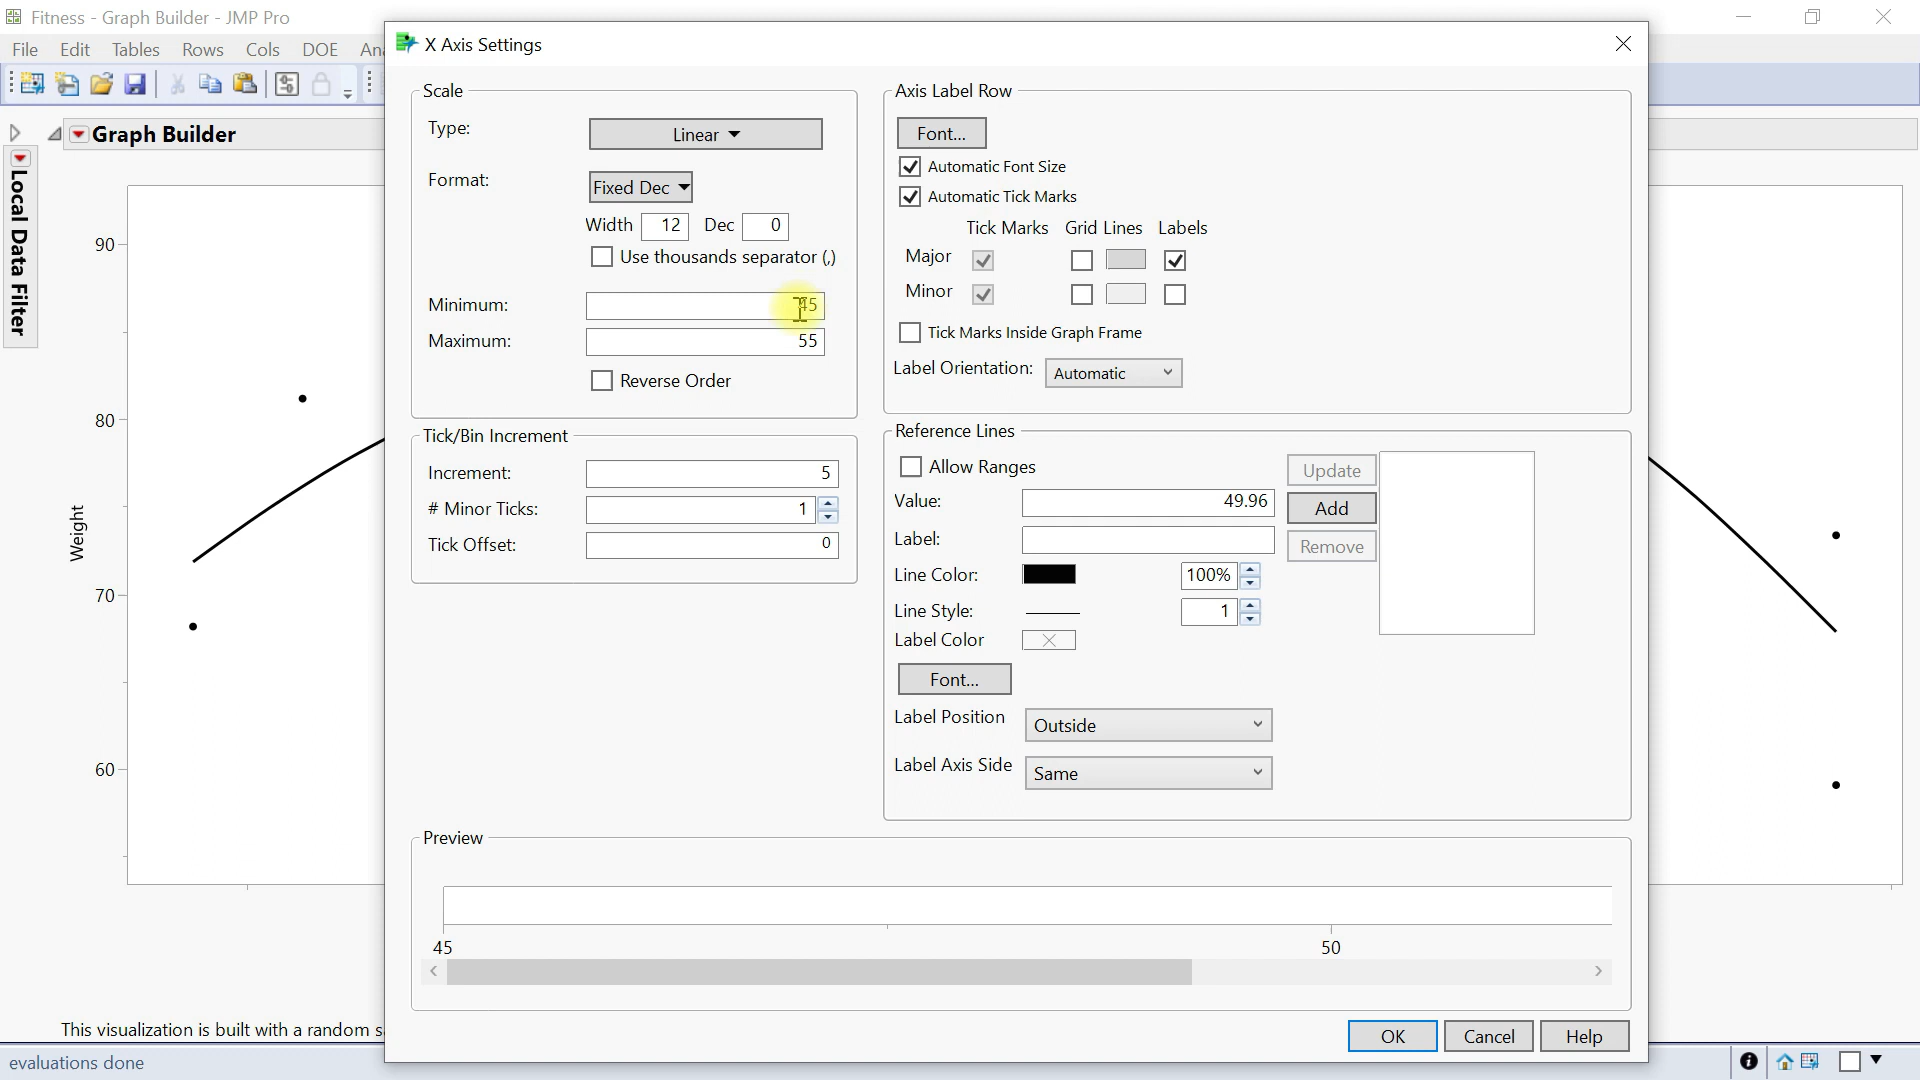 Fitness - Graph Builder - JMP Pro
File Edit Tables Rows Cols DOE
Graph Builder
Local Data Filter
90
80
70
60
Weight
This visualization is built with a random
evaluations done
X Axis Settings
Scale
Type: Linear
Format: Fixed Dec
Width 12 Dec 0
Use thousands separator (,)
Minimum: 45
Maximum: 55
Reverse Order
Tick/Bin Increment
Increment: 5
# Minor Ticks: 1
Tick Offset: 0
Axis Label Row
Font...
Automatic Font Size
Automatic Tick Marks
Tick Marks Grid Lines Labels
Major
Minor
Tick Marks Inside Graph Frame
Label Orientation: Automatic
Reference Lines
Allow Ranges
Value: 49.96
Label:
Line Color: 100%
Line Style: 1
Label Color
Font...
Label Position Outside
Label Axis Side Same
Update
Add
Remove
Preview
45 50
OK Cancel Help